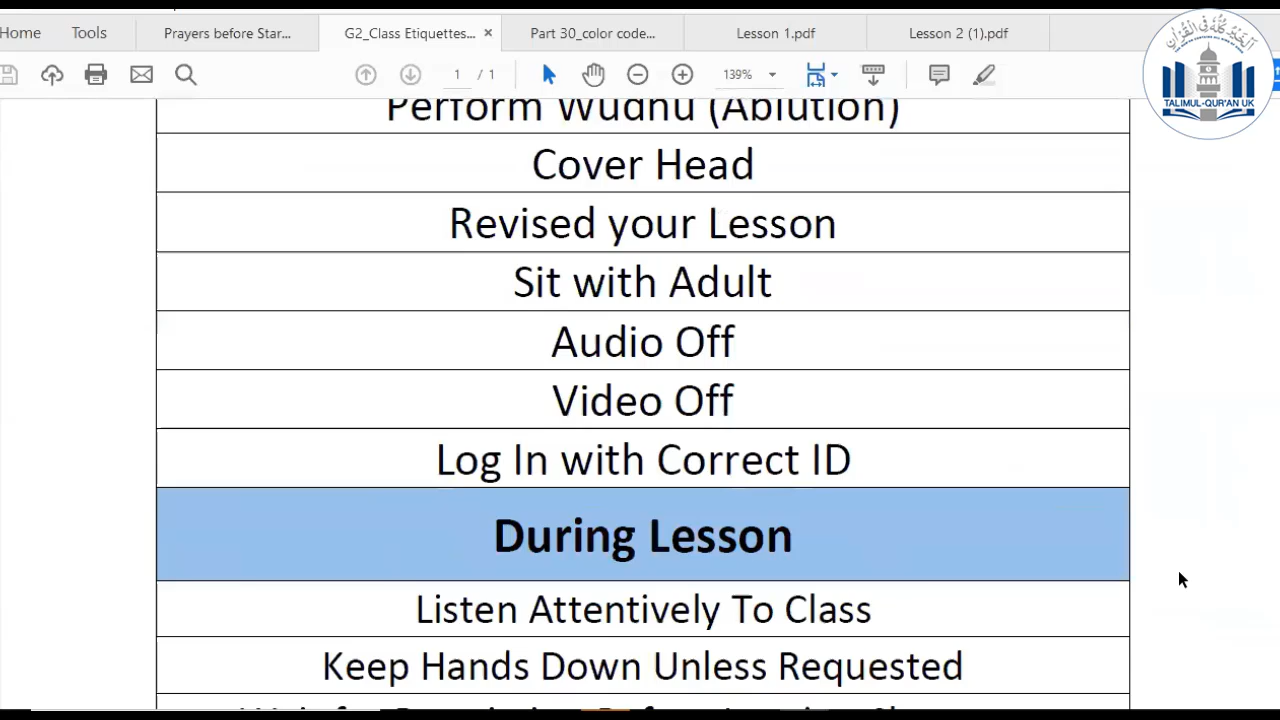 Home
Tools
Prayers before Star...
G2_Class Etiquettes...
Part 30_color code...
Lesson 1.pdf
Lesson 2 (1).pdf
1 / 1
139%
TALIMUL-QUR'AN UK
Perform Wudhu (Ablution)
Cover Head
Revised your Lesson
Sit with Adult
Audio Off
Video Off
Log In with Correct ID
During Lesson
Listen Attentively To Class
Keep Hands Down Unless Requested